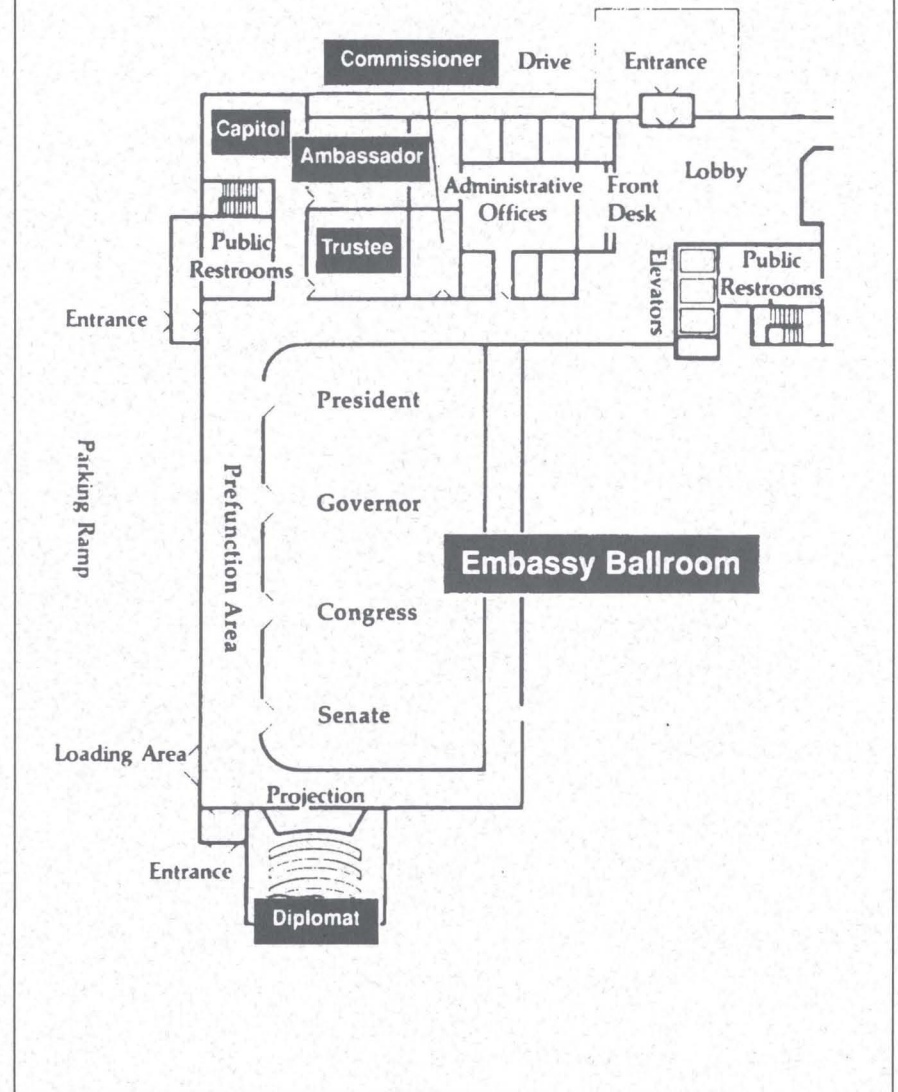 Commissioner
Drive
Entrance
Capitol
Ambassador
Lobby
Administrative
Offices
Front
Desk
Public
Restrooms
Trustee
Elevators
Public
Restrooms
Entrance
President
Parking Ramp
Prefunction Area
Governor
Embassy Ballroom
Congress
Senate
Loading Area
Projection
Entrance
Diplomat